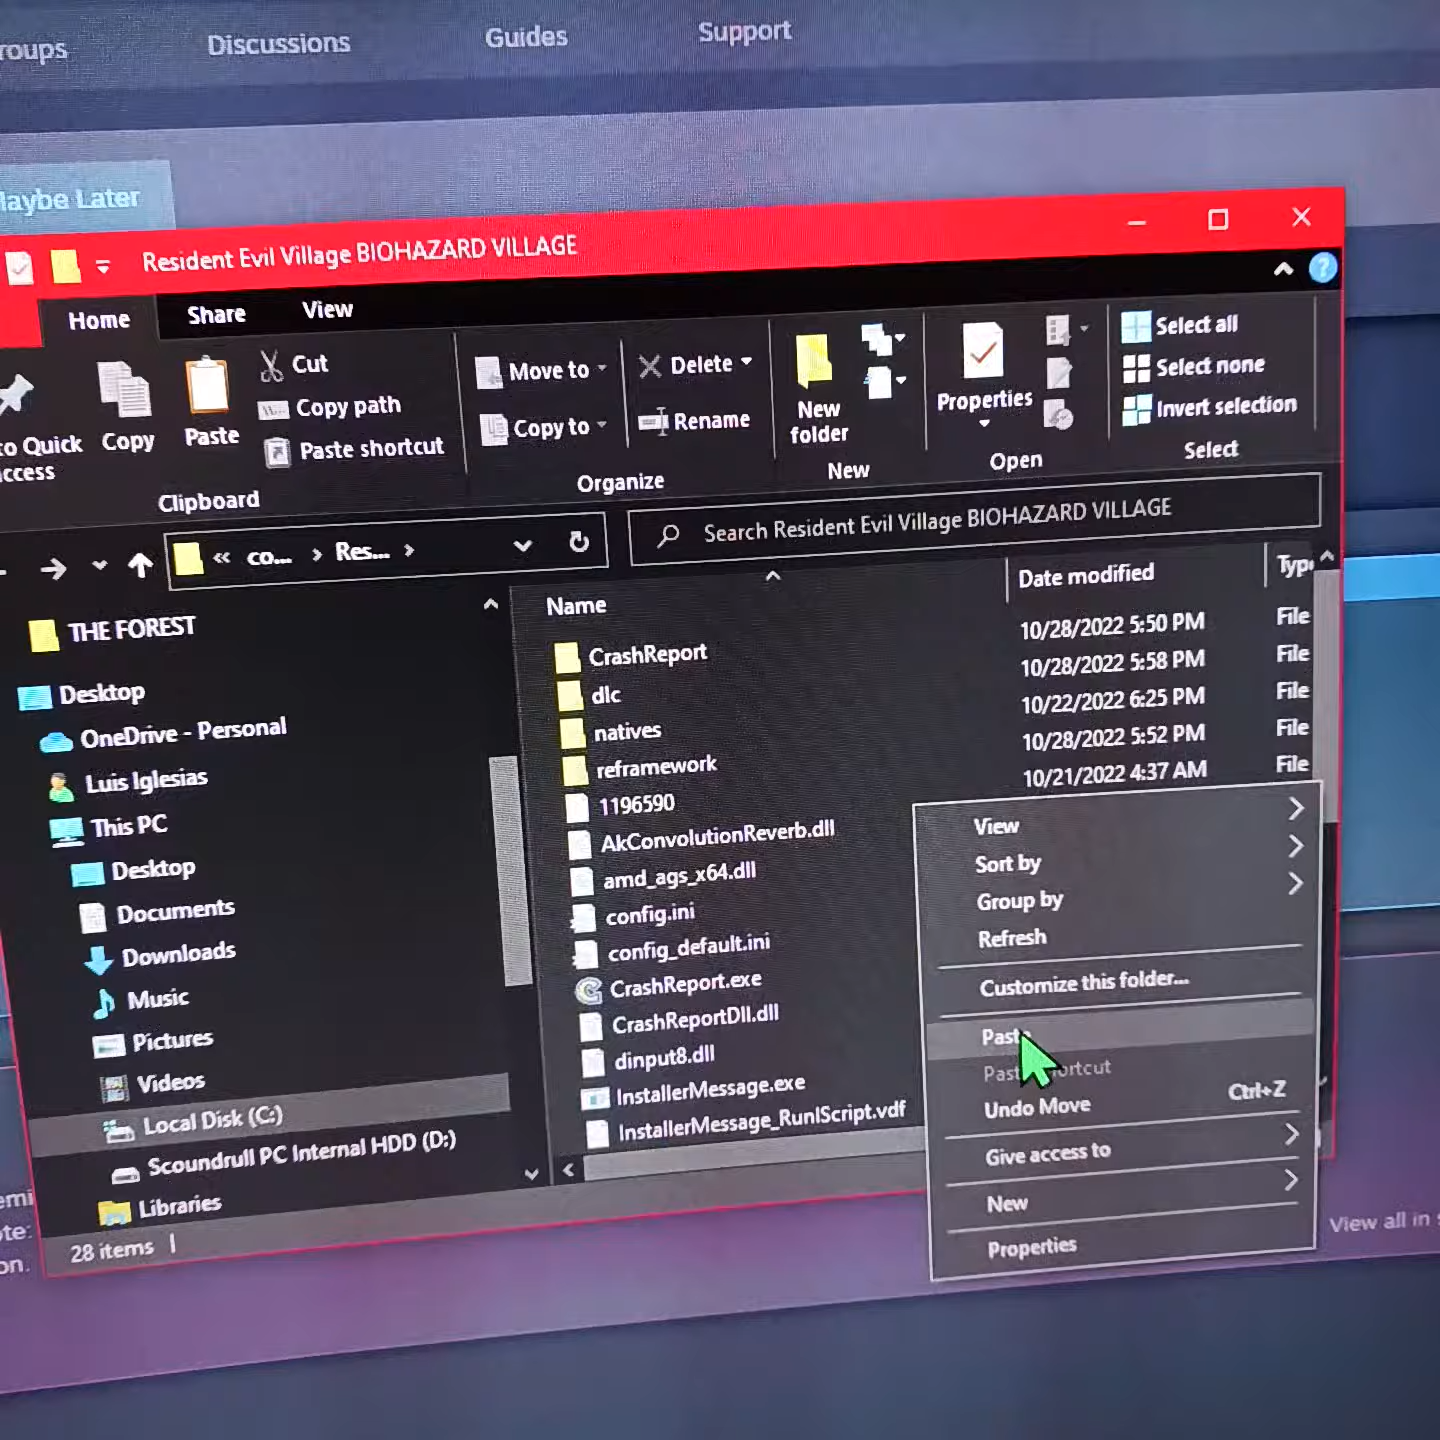 Discussions
Guides
Support
Maybe Later
Resident Evil Village BIOHAZARD VILLAGE
Home
Share
View
Copy
Paste
Cut
Copy path
Paste shortcut
Clipboard
Move to
Copy to
Delete
Rename
Organize
New
folder
New
Properties
Open
Select all
Select none
Invert selection
Select
to Quick
ccess
« co... > Res... >
Search Resident Evil Village BIOHAZARD VILLAGE
THE FOREST
Desktop
OneDrive - Personal
Luis Iglesias
This PC
Desktop
Documents
Downloads
Music
Pictures
Videos
Local Disk (C:)
Scoundrull PC Internal HDD (D:)
Libraries
28 items
Name
Date modified
CrashReport
dlc
natives
reframework
1196590
AkConvolutionReverb.dll
amd_ags_x64.dll
config.ini
config_default.ini
CrashReport.exe
CrashReportDll.dll
dinput8.dll
InstallerMessage.exe
InstallerMessage_RunIScript.vdf
10/28/2022 5:50 PM
10/28/2022 5:58 PM
10/22/2022 6:25 PM
10/28/2022 5:52 PM
10/21/2022 4:37 AM
File
File
File
File
File
View
Sort by
Group by
Refresh
Customize this folder...
Paste
Paste shortcut
Undo Move Ctrl+Z
Give access to
New
Properties
View all in